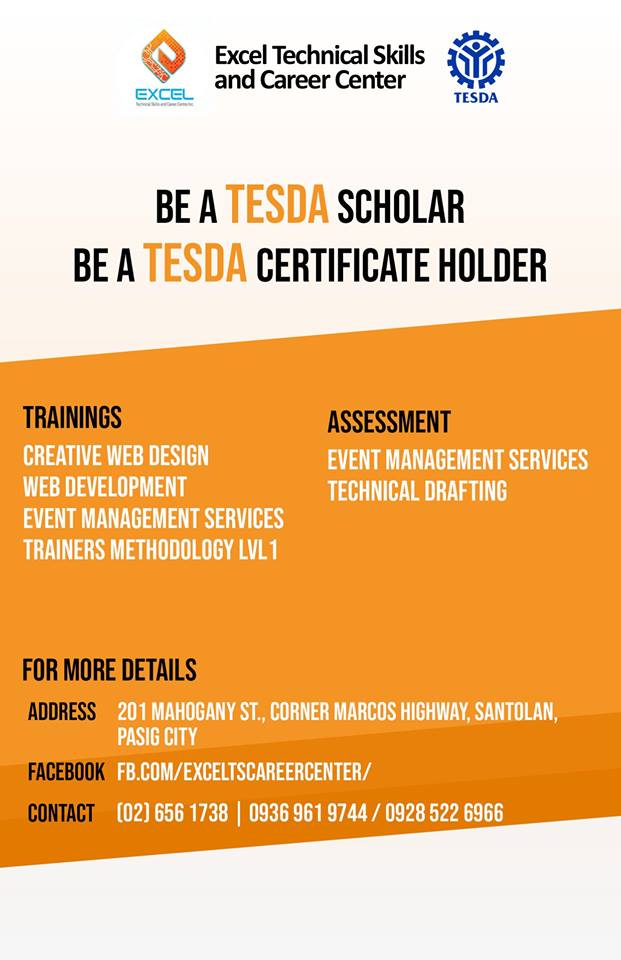 EXCEL
Technical Skills and Career Center Inc.
Excel Technical Skills
and Career Center
TESDA
BE A TESDA SCHOLAR
BE A TESDA CERTIFICATE HOLDER
TRAININGS
CREATIVE WEB DESIGN
WEB DEVELOPMENT
EVENT MANAGEMENT SERVICES
TRAINERS METHODOLOGY LVL1
ASSESSMENT
EVENT MANAGEMENT SERVICES
TECHNICAL DRAFTING
FOR MORE DETAILS
ADDRESS 201 MAHOGANY ST., CORNER MARCOS HIGHWAY, SANTOLAN,
PASIG CITY
FACEBOOK FB.COM/EXCELTSCAREERCENTER/
CONTACT (02) 656 1738 | 0936 961 9744 / 0928 522 6966